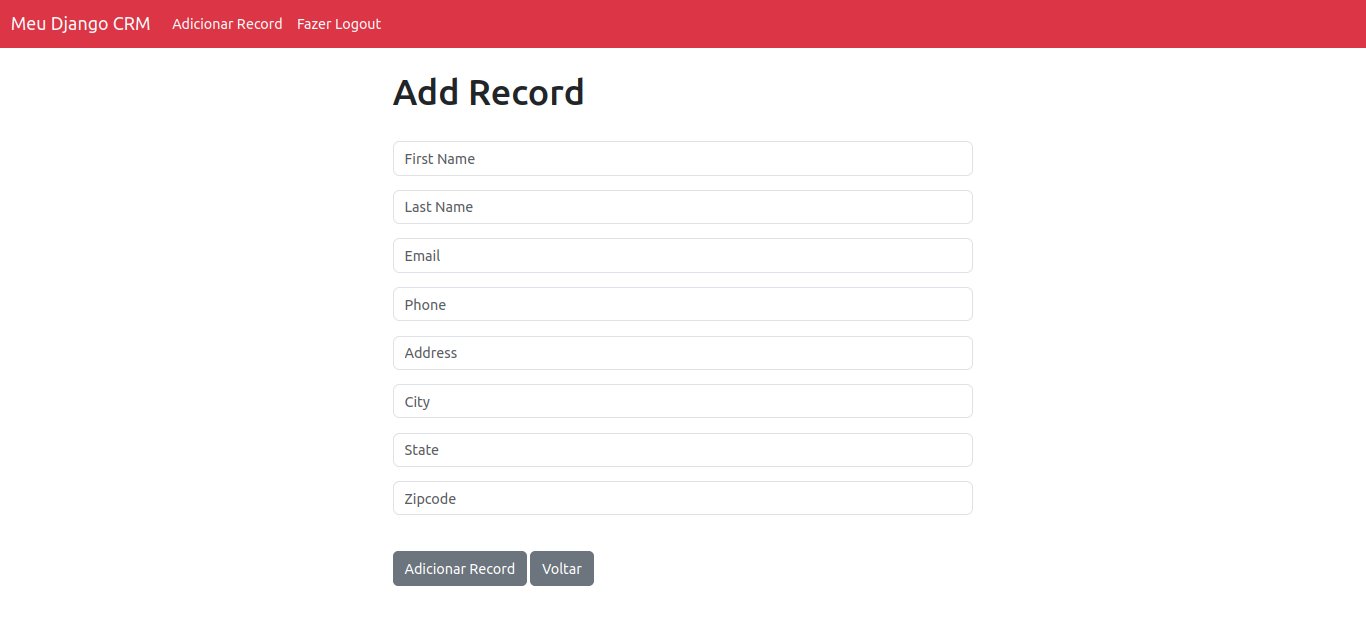 Meu Django CRM Adicionar Record Fazer Logout
Add Record
First Name
Last Name
Email
Phone
Address
City
State
Zipcode
Adicionar Record Voltar